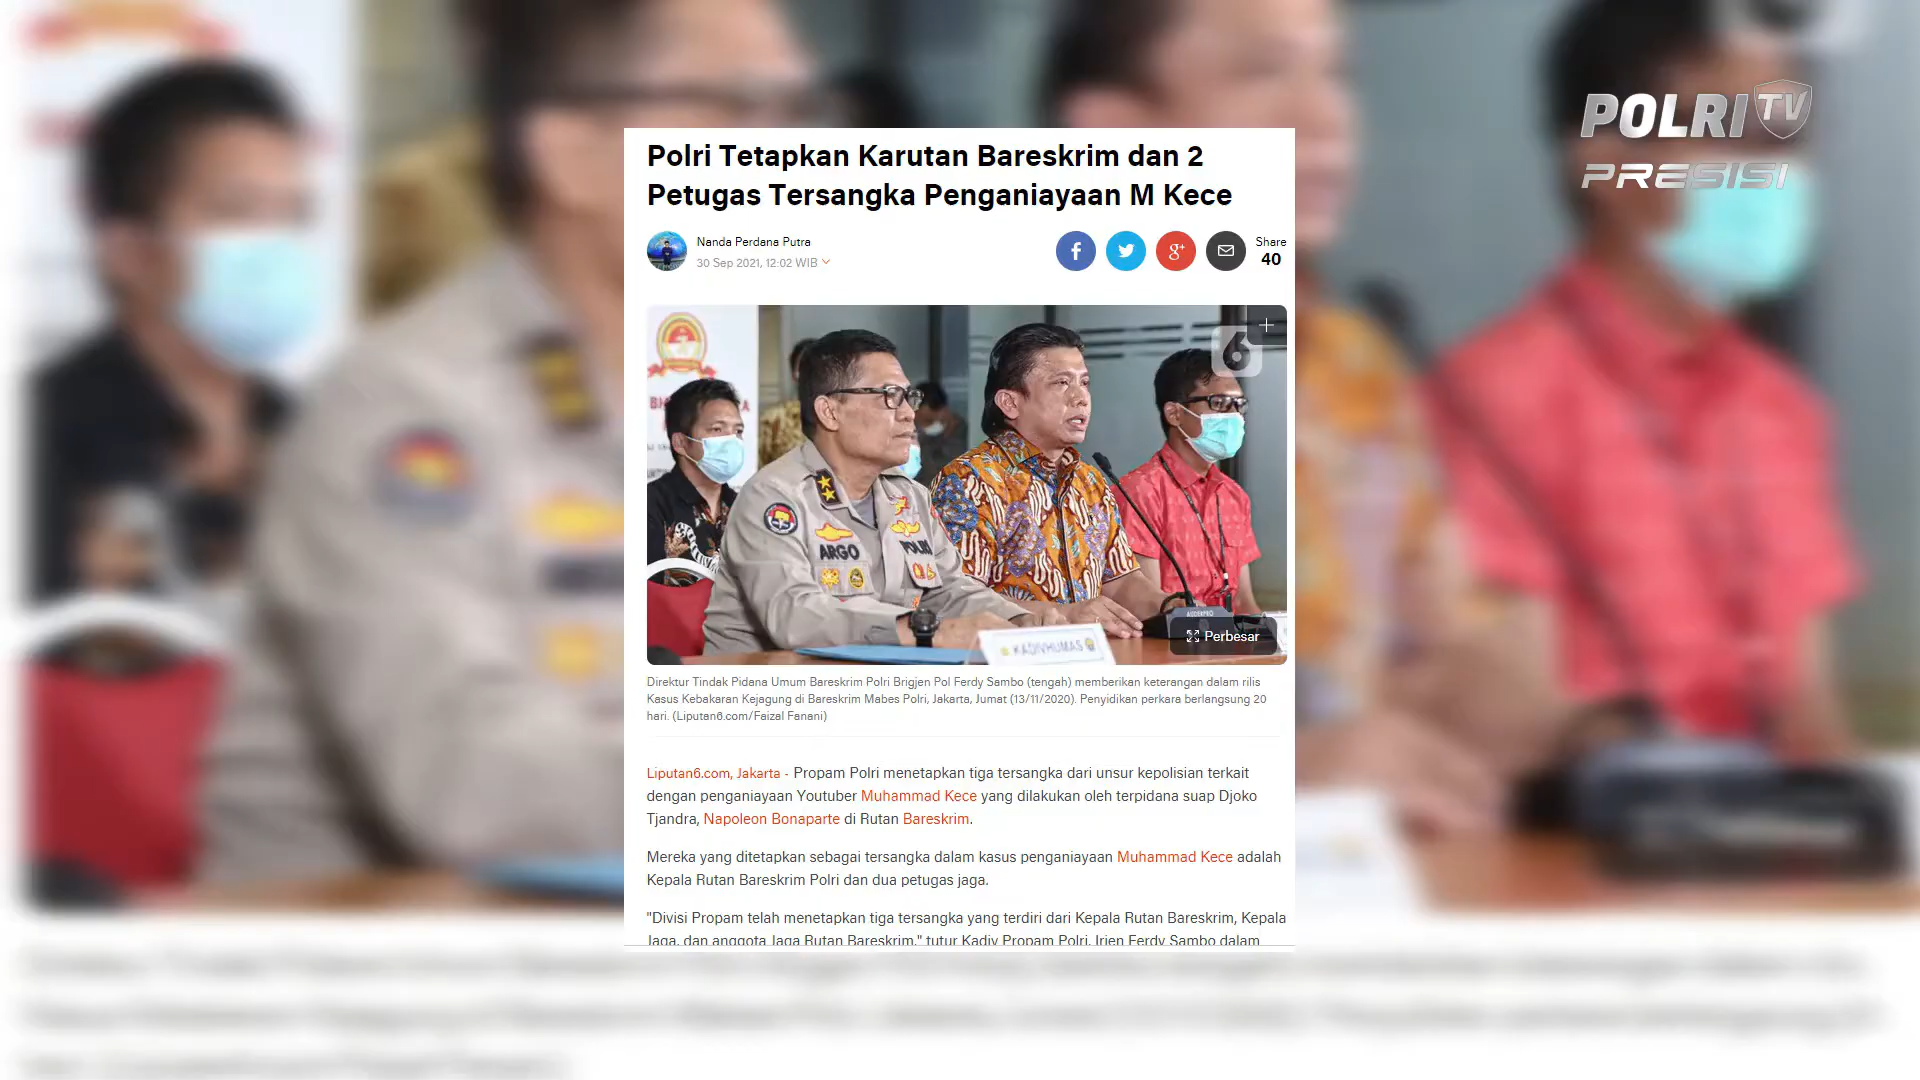 POLRI TV
PRESISI
Polri Tetapkan Karutan Bareskrim dan 2
Petugas Tersangka Penganiayaan M Kece
Nanda Perdana Putra
30 Sep 2021, 12:02 WIB
Share
40
ARGO
POLRI
KADIVHUMAS
Perbesar
Direktur Tindak Pidana Umum Bareskrim Polri Brigjen Pol Ferdy Sambo (tengah) memberikan keterangan dalam rilis
Kasus Kebakaran Kejagung di Bareskrim Mabes Polri, Jakarta, Jumat (13/11/2020). Penyidikan perkara berlangsung 20
hari. (Liputan6.com/Faizal Fanani)
Liputan6.com, Jakarta - Propam Polri menetapkan tiga tersangka dari unsur kepolisian terkait
dengan penganiayaan Youtuber Muhammad Kece yang dilakukan oleh terpidana suap Djoko
Tjandra, Napoleon Bonaparte di Rutan Bareskrim.
Mereka yang ditetapkan sebagai tersangka dalam kasus penganiayaan Muhammad Kece adalah
Kepala Rutan Bareskrim Polri dan dua petugas jaga.
"Divisi Propam telah menetapkan tiga tersangka yang terdiri dari Kepala Rutan Bareskrim, Kepala
Jaga, dan anggota Jaga Rutan Bareskrim," tutur Kadiv Propam Polri, Irjen Ferdy Sambo dalam